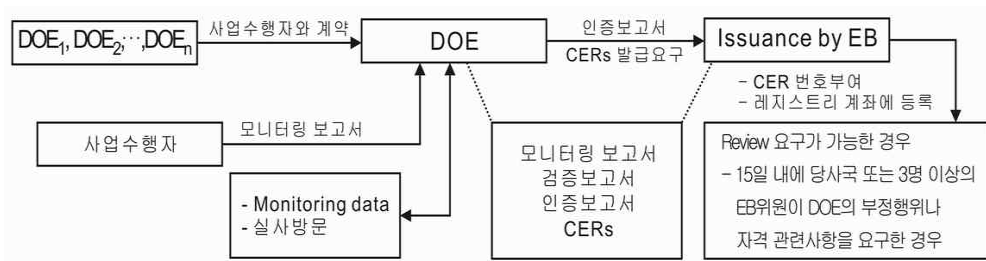 DOE1, DOE2,···,DOEn
사업수행자와 계약
DOE
인증보고서
CERs 발급요구
Issuance by EB
- CER 번호부여
- 레지스트리 계좌에 등록
사업수행자
모니터링 보고서
- Monitoring data
- 실사방문
모니터링 보고서
검증보고서
인증보고서
CERs
Review 요구가 가능한 경우
- 15일 내에 당사국 또는 3명 이상의
EB위원이 DOE의 부정행위나
자격 관련사항을 요구한 경우